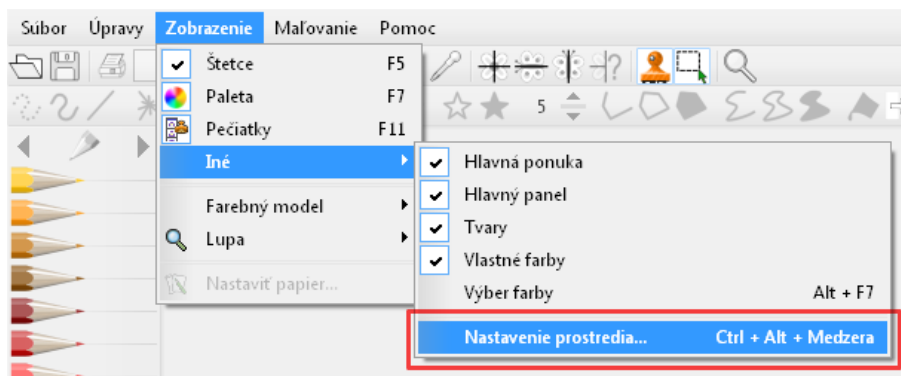 Súbor Úpravy Zobrazenie Maľovanie Pomoc
Štetce F5
Paleta F7
Pečiatky F11
Iné
Farebný model
Lupa
Nastaviť papier...
5
Hlavná ponuka
Hlavný panel
Tvary
Vlastné farby
Výber farby Alt + F7
Nastavenie prostredia... Ctrl + Alt + Medzera